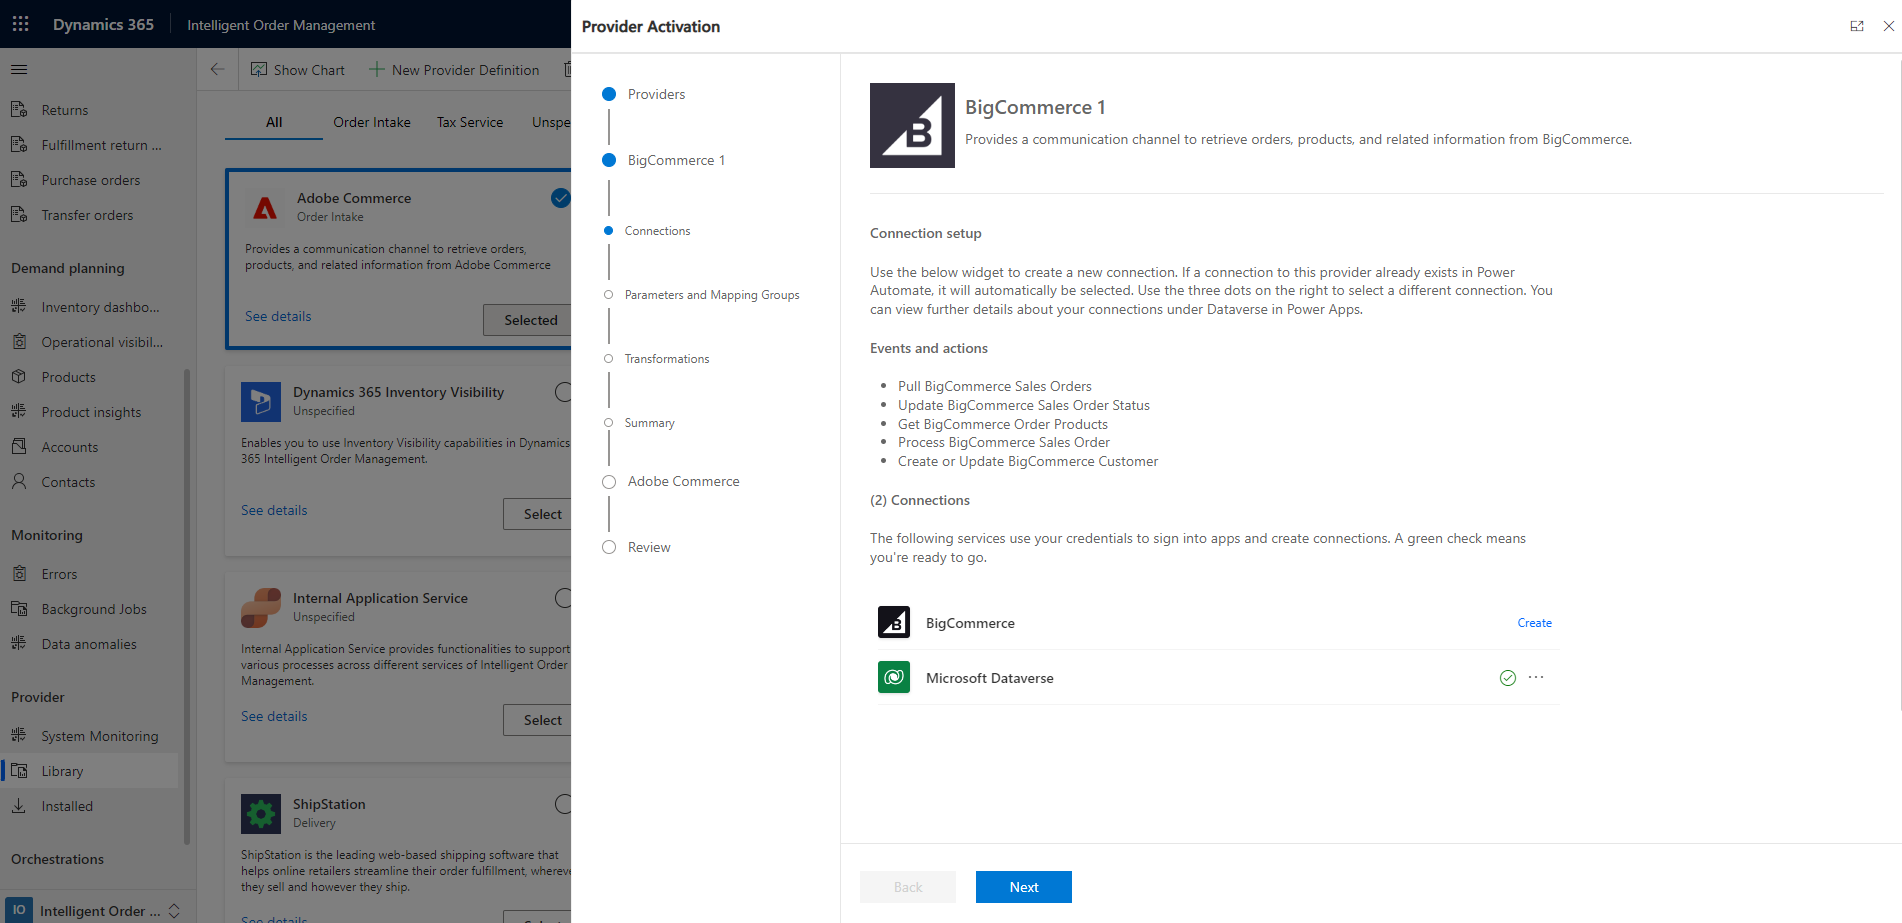 Dynamics 365
Intelligent Order Management
Show Chart
New Provider Definition
Returns
Fulfillment return ...
Purchase orders
Transfer orders
Demand planning
Inventory dashbo...
Operational visibil...
Products
Product insights
Accounts
Contacts
Monitoring
Errors
Background Jobs
Data anomalies
Provider
System Monitoring
Library
Installed
Orchestrations
IO
Intelligent Order ...
All
Order Intake
Tax Service
Unspe
Adobe Commerce
Order Intake
Provides a communication channel to retrieve orders,
products, and related information from Adobe Commerce
See details
Selected
Dynamics 365 Inventory Visibility
Unspecified
Enables you to use Inventory Visibility capabilities in Dynamics
365 Intelligent Order Management.
See details
Select
Internal Application Service
Unspecified
Internal Application Service provides functionalities to support
various processes across different services of Intelligent Order
Management.
See details
Select
ShipStation
Delivery
ShipStation is the leading web-based shipping software that
helps online retailers streamline their order fulfillment, whereve
they sell and however they ship.
See details
Select
Provider Activation
Providers
BigCommerce 1
Connections
Parameters and Mapping Groups
Transformations
Summary
Adobe Commerce
Review
B
BigCommerce 1
Provides a communication channel to retrieve orders, products, and related information from BigCommerce.
Connection setup
Use the below widget to create a new connection. If a connection to this provider already exists in Power
Automate, it will automatically be selected. Use the three dots on the right to select a different connection. You
can view further details about your connections under Dataverse in Power Apps.
Events and actions
• Pull BigCommerce Sales Orders
• Update BigCommerce Sales Order Status
• Get BigCommerce Order Products
• Process BigCommerce Sales Order
• Create or Update BigCommerce Customer
(2) Connections
The following services use your credentials to sign into apps and create connections. A green check means
you're ready to go.
B
BigCommerce
Create
Microsoft Dataverse
...
Back
Next